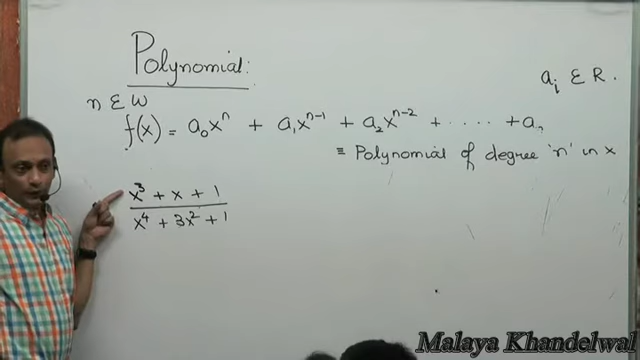 Polynomial:
aᵢ ∈ R.
n ∈ W
f(x) = a₀xⁿ + a₁xⁿ⁻¹ + a₂xⁿ⁻² + ..... + aₙ
≡ Polynomial of degree 'n' in x
x³ + x + 1
x⁴ + 3x² + 1
Malaya Khandelwal